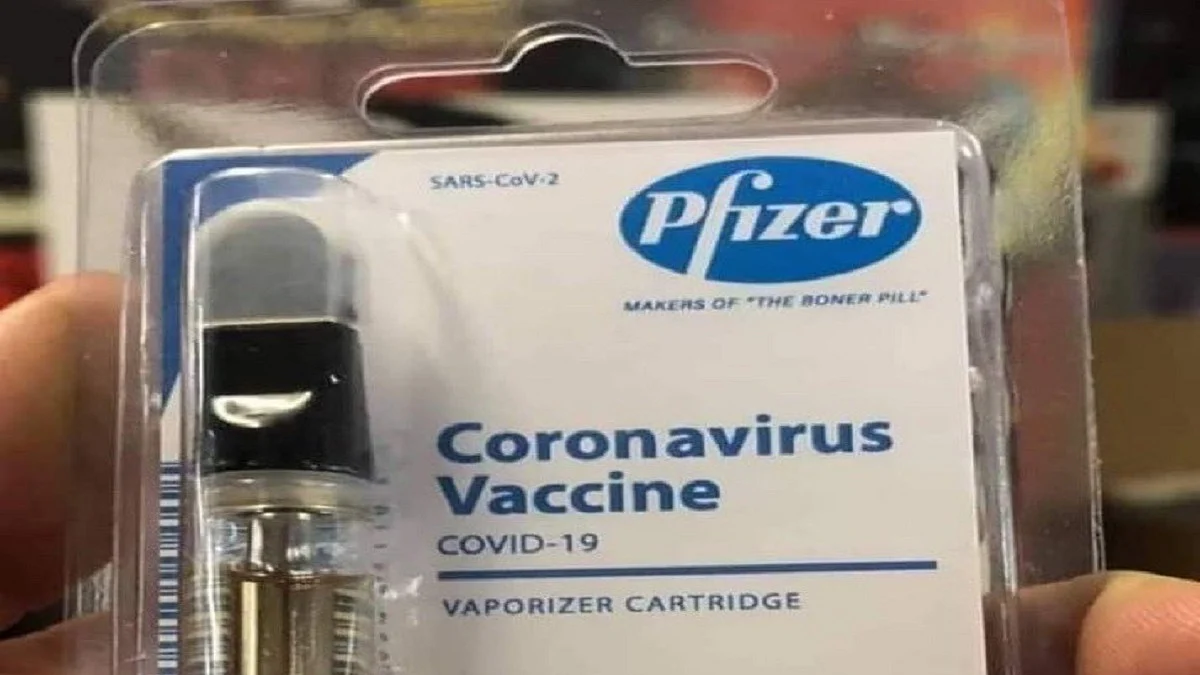 SARS-CoV-2
Pfizer
MAKERS OF "THE BONER PILL"
Coronavirus
Vaccine
COVID-19
VAPORIZER CARTRIDGE